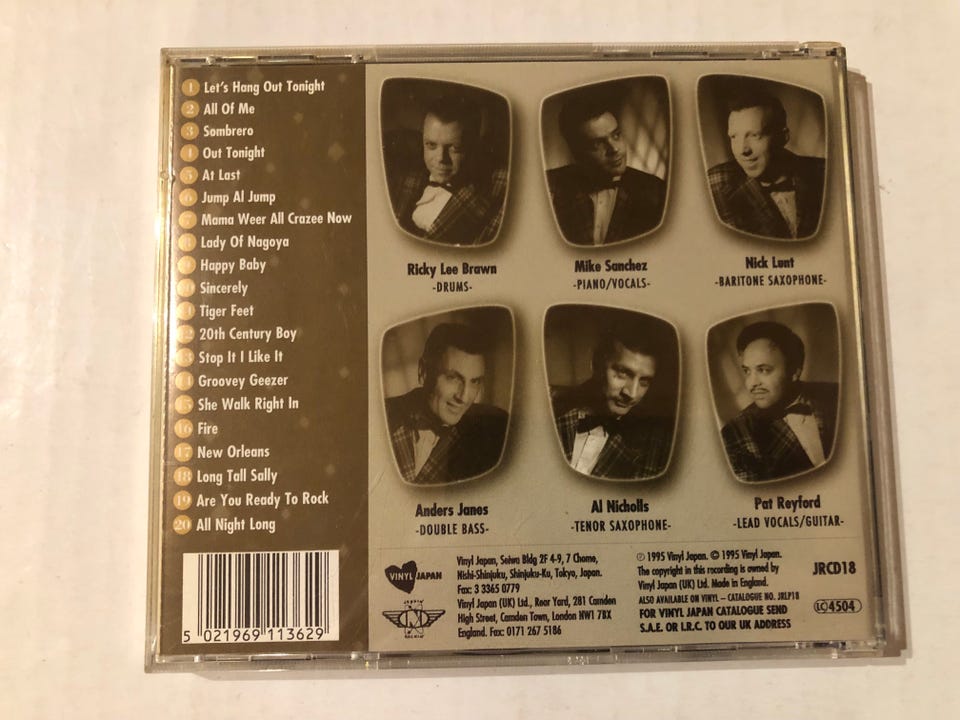 1 Let's Hang Out Tonight
2 All Of Me
3 Sombrero
4 Out Tonight
5 At Last
6 Jump Al Jump
7 Mama Weer All Crazee Now
8 Lady Of Nagoya
9 Happy Baby
10 Sincerely
11 Tiger Feet
12 20th Century Boy
13 Stop It I Like It
14 Groovey Geezer
15 She Walk Right In
16 Fire
17 New Orleans
18 Long Tall Sally
19 Are You Ready To Rock
20 All Night Long
Ricky Lee Brawn
-DRUMS-
Mike Sanchez
-PIANO/VOCALS-
Nick Lunt
-BARITONE SAXOPHONE-
Anders Janes
-DOUBLE BASS-
Al Nicholls
-TENOR SAXOPHONE-
Pat Reyford
-LEAD VOCALS/GUITAR-
5 021969 113629
VINYL JAPAN
Vinyl Japan, Seiwa Bldg 2F 4-9, 7 Chome,
Nishi-Shinjuku, Shinjuku-Ku, Tokyo, Japan.
Fax: 3 3365 0779
Vinyl Japan (UK) Ltd., Rear Yard, 281 Camden
High Street, Camden Town, London NW1 7BX
England. Fax: 0171 267 5186
℗ 1995 Vinyl Japan. © 1995 Vinyl Japan.
The copyright in this recording is owned by
Vinyl Japan (UK) Ltd. Made in England.
ALSO AVAILABLE ON VINYL – CATALOGUE NO. JRLP18
FOR VINYL JAPAN CATALOGUE SEND
S.A.E. OR I.R.C. TO OUR UK ADDRESS
JRCD18
LC 4504